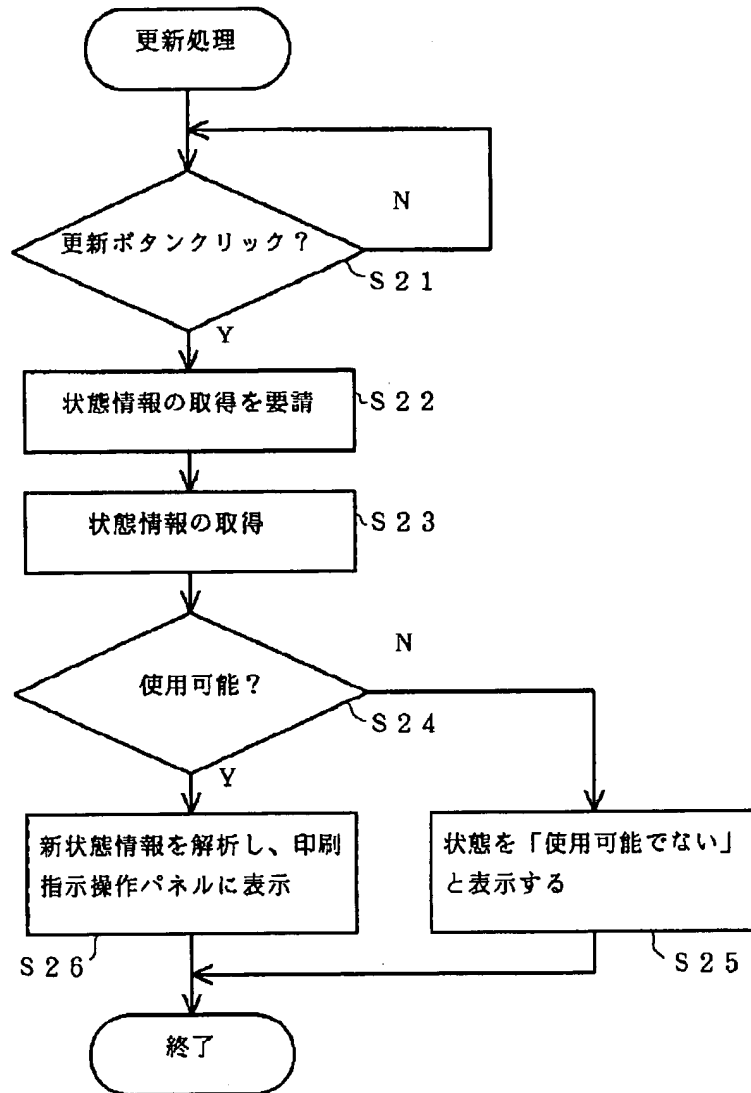 更新処理
N
更新ボタンクリック？
S21
Y
状態情報の取得を要請
S22
状態情報の取得
S23
N
使用可能？
S24
Y
新状態情報を解析し、印刷
指示操作パネルに表示
S26
状態を「使用可能でない」
と表示する
S25
終了